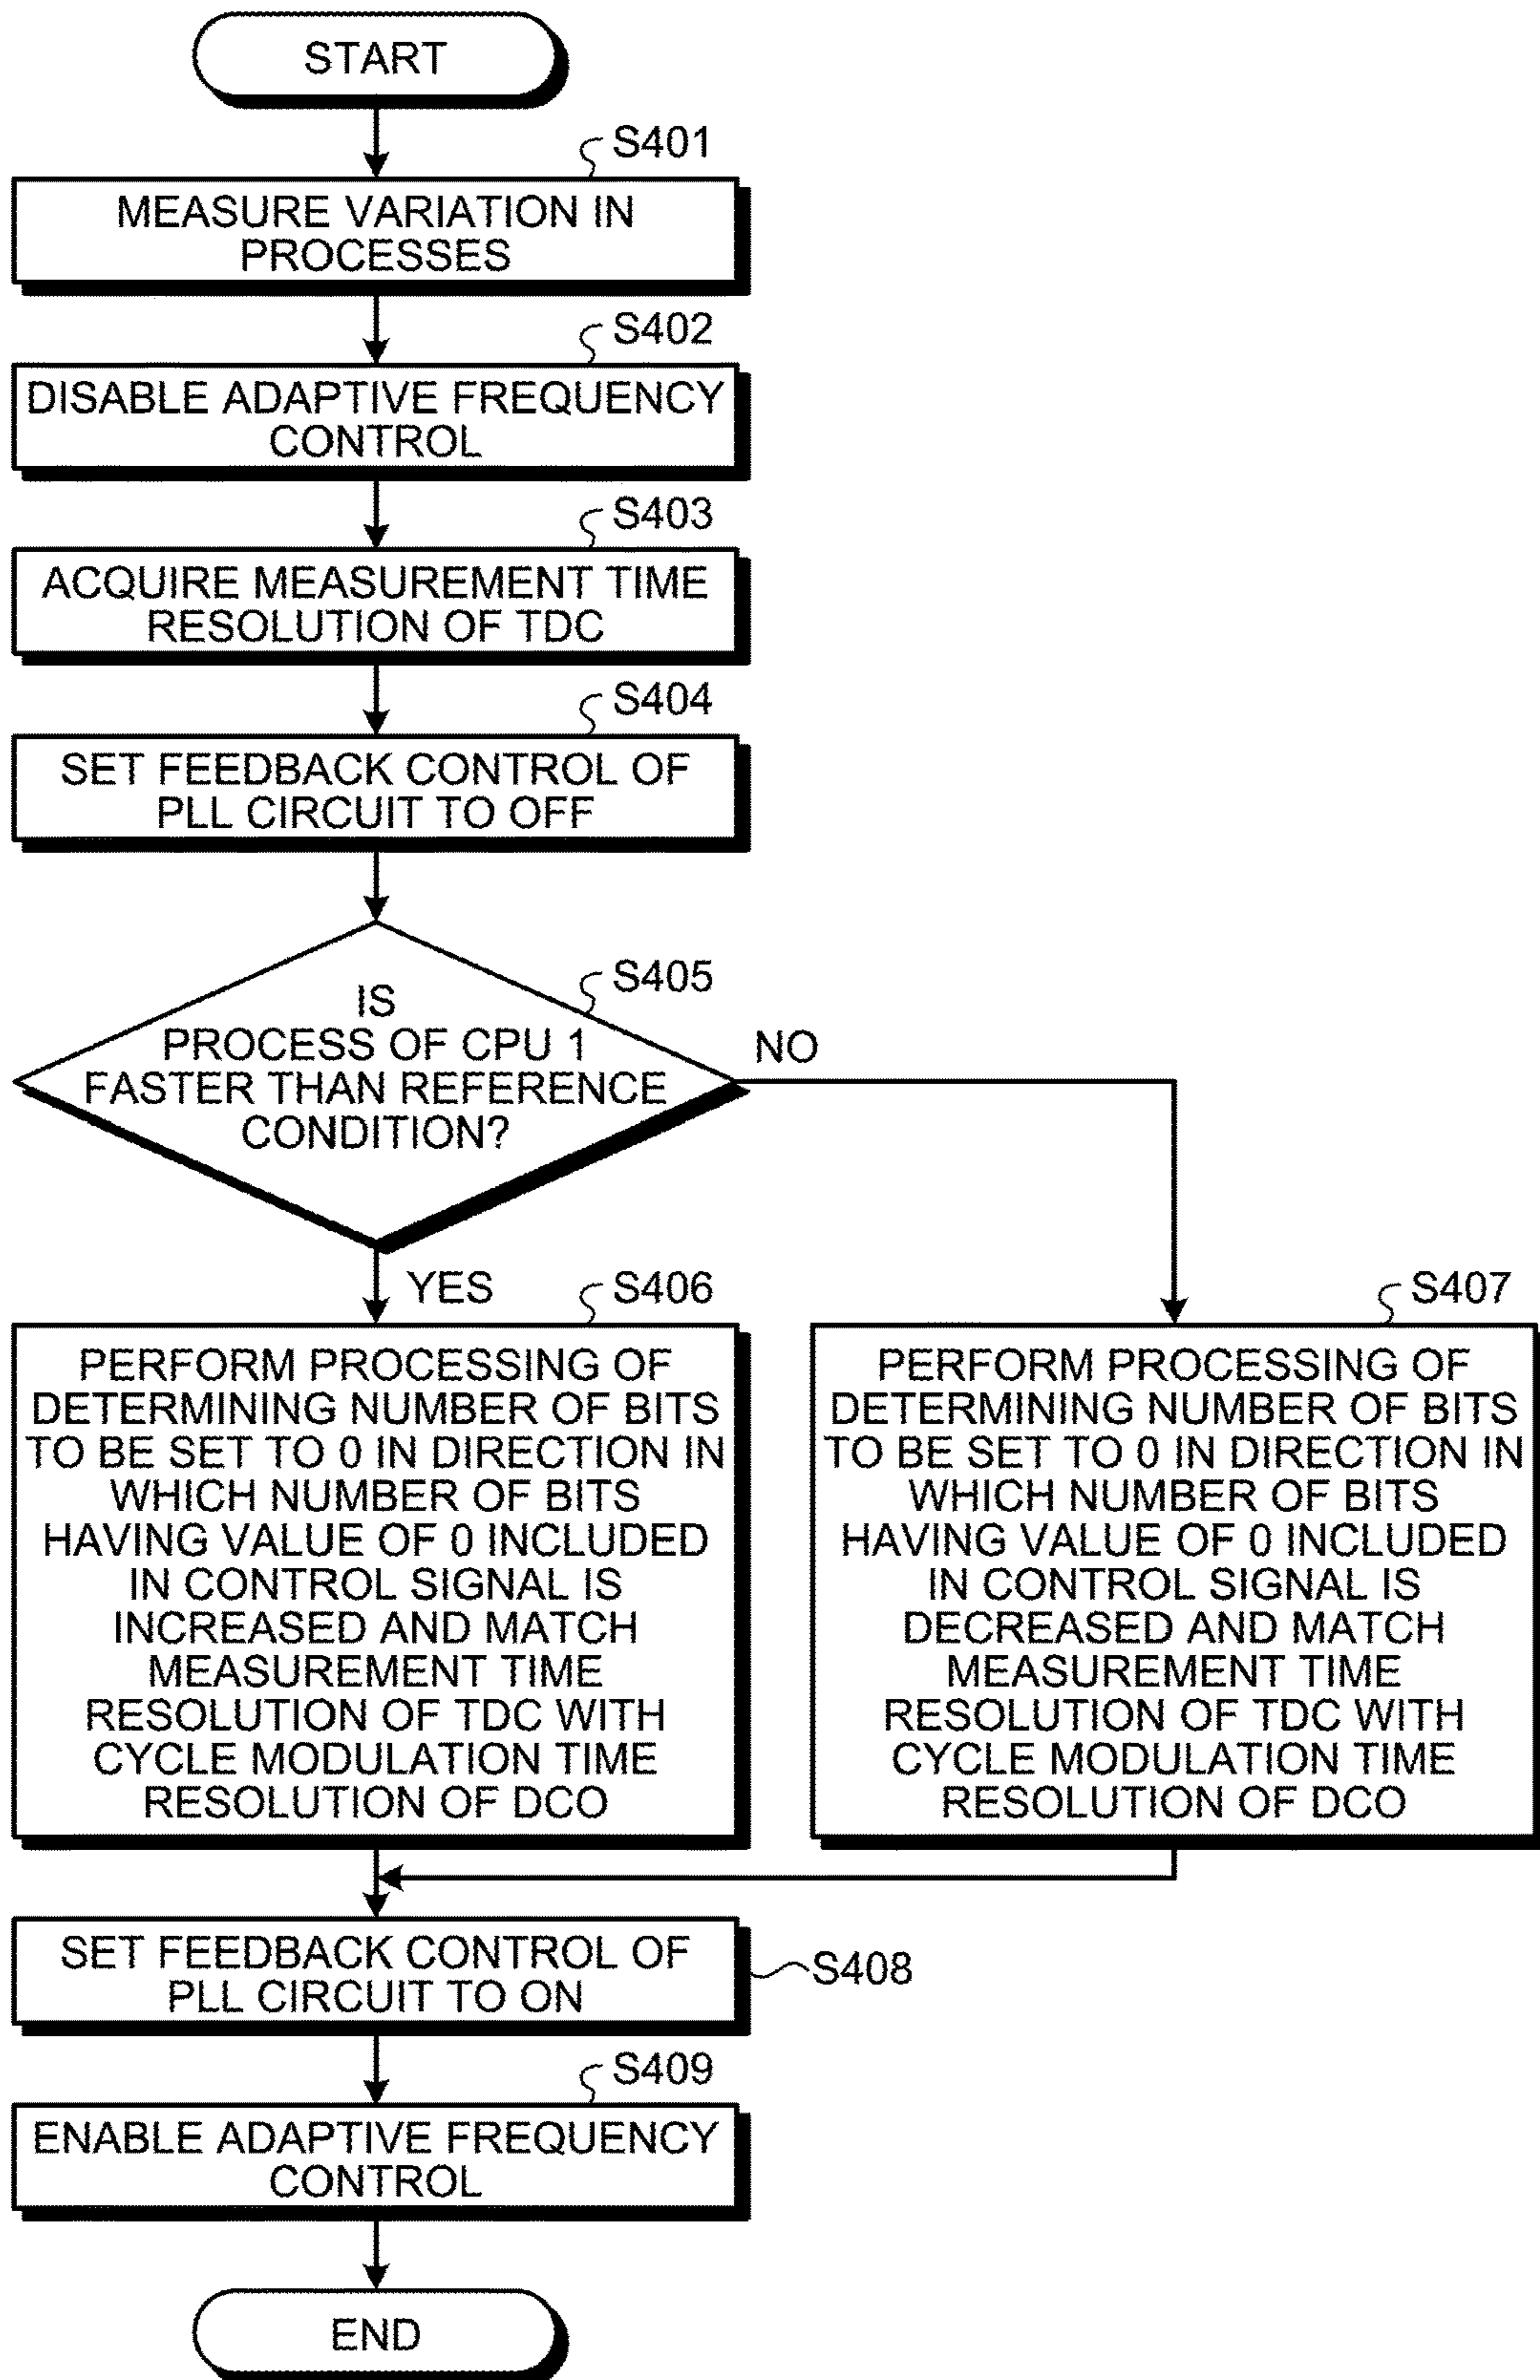 START
S401
MEASURE VARIATION IN
PROCESSES
S402
DISABLE ADAPTIVE FREQUENCY
CONTROL
S403
ACQUIRE MEASUREMENT TIME
RESOLUTION OF TDC
S404
SET FEEDBACK CONTROL OF
PLL CIRCUIT TO OFF
S405
IS
PROCESS OF CPU 1
FASTER THAN REFERENCE
CONDITION?
NO
YES
S406
PERFORM PROCESSING OF
DETERMINING NUMBER OF BITS
TO BE SET TO 0 IN DIRECTION IN
WHICH NUMBER OF BITS
HAVING VALUE OF 0 INCLUDED
IN CONTROL SIGNAL IS
INCREASED AND MATCH
MEASUREMENT TIME
RESOLUTION OF TDC WITH
CYCLE MODULATION TIME
RESOLUTION OF DCO
S407
PERFORM PROCESSING OF
DETERMINING NUMBER OF BITS
TO BE SET TO 0 IN DIRECTION IN
WHICH NUMBER OF BITS
HAVING VALUE OF 0 INCLUDED
IN CONTROL SIGNAL IS
DECREASED AND MATCH
MEASUREMENT TIME
RESOLUTION OF TDC WITH
CYCLE MODULATION TIME
RESOLUTION OF DCO
SET FEEDBACK CONTROL OF
PLL CIRCUIT TO ON
S408
S409
ENABLE ADAPTIVE FREQUENCY
CONTROL
END